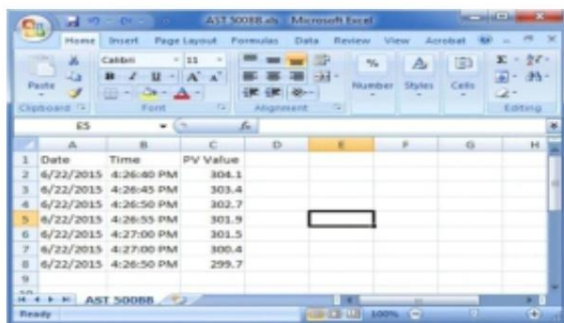 AST 500BB.xls - Microsoft Excel
Home Insert Page Layout Formulas Data Review View Acrobat
Paste Calibri 11 B I U A A % Number Styles Cells Σ
Clipboard Font Alignment Editing
E5 fx
A B C D E F G H
1 Date Time PV Value
2 6/22/2015 4:26:40 PM 304.1
3 6/22/2015 4:26:45 PM 303.4
4 6/22/2015 4:26:50 PM 302.7
5 6/22/2015 4:26:55 PM 301.9
6 6/22/2015 4:27:00 PM 301.5
7 6/22/2015 4:27:00 PM 300.4
8 6/22/2015 4:26:50 PM 299.7
9
AST 500BB
Ready 100%